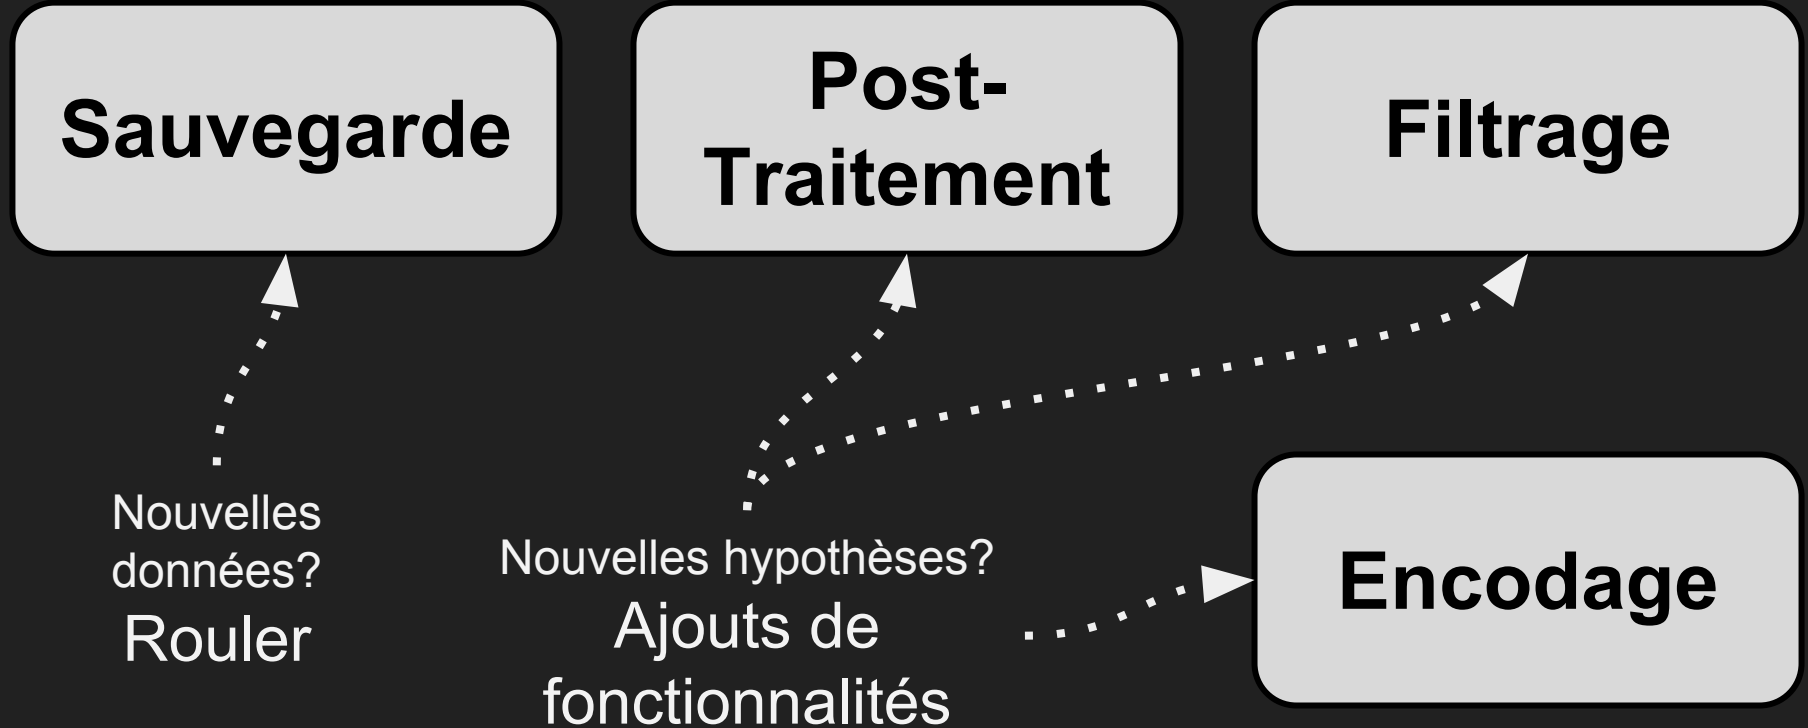 Sauvegarde
Post-
Traitement
Filtrage
Nouvelles
données?
Rouler
Nouvelles hypothèses?
Ajouts de
fonctionnalités
Encodage